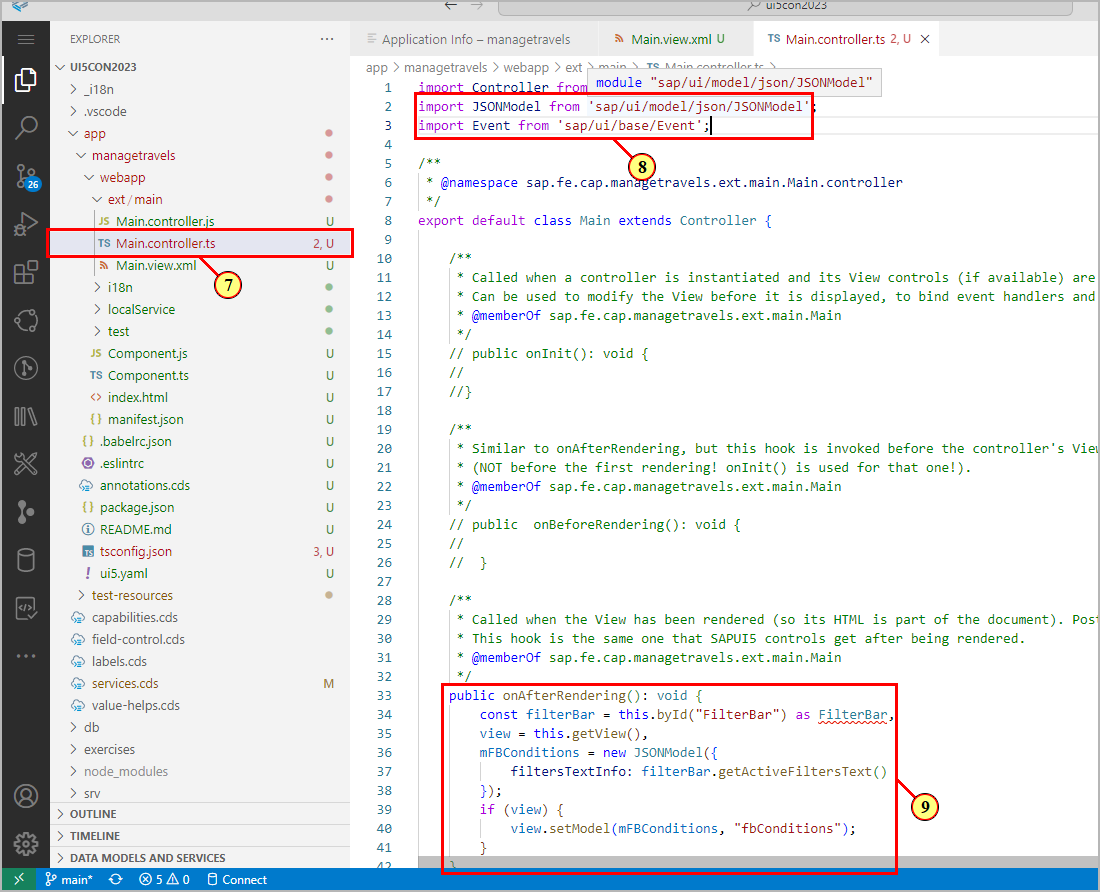 ui5con2023
EXPLORER
UI5CON2023
_i18n
.vscode
app
managetravels
webapp
ext/main
JS Main.controller.js U
TS Main.controller.ts 2, U
Main.view.xml U
i18n
localService
test
JS Component.js U
TS Component.ts U
index.html U
manifest.json U
.babelrc.json U
.eslintrc U
annotations.cds U
package.json U
README.md U
TS tsconfig.json 3, U
ui5.yaml U
test-resources
capabilities.cds
field-control.cds
labels.cds
services.cds M
value-helps.cds
db
exercises
node_modules
srv
OUTLINE
TIMELINE
DATA MODELS AND SERVICES
26
7
Application Info – managetravels
Main.view.xml U
TS Main.controller.ts 2, U
app > managetravels > webapp > ext > main > TS Main.controller.ts >
module "sap/ui/model/json/JSONModel"
1 import Controller from
2 import JSONModel from 'sap/ui/model/json/JSONModel';
3 import Event from 'sap/ui/base/Event';
4
8
5 /**
6 * @namespace sap.fe.cap.managetravels.ext.main.Main.controller
7 */
8 export default class Main extends Controller {
9
10 /**
11 * Called when a controller is instantiated and its View controls (if available) are
12 * Can be used to modify the View before it is displayed, to bind event handlers and
13 * @memberOf sap.fe.cap.managetravels.ext.main.Main
14 */
15 // public onInit(): void {
16 //
17 //}
18
19 /**
20 * Similar to onAfterRendering, but this hook is invoked before the controller's View
21 * (NOT before the first rendering! onInit() is used for that one!).
22 * @memberOf sap.fe.cap.managetravels.ext.main.Main
23 */
24 // public onBeforeRendering(): void {
25 //
26 // }
27
28 /**
29 * Called when the View has been rendered (so its HTML is part of the document). Post
30 * This hook is the same one that SAPUI5 controls get after being rendered.
31 * @memberOf sap.fe.cap.managetravels.ext.main.Main
32 */
33 public onAfterRendering(): void {
34 const filterBar = this.byId("FilterBar") as FilterBar,
35 view = this.getView(),
36 mFBConditions = new JSONModel({
37 filtersTextInfo: filterBar.getActiveFiltersText()
38 });
39 if (view) {
40 view.setModel(mFBConditions, "fbConditions");
41 }
42 }
9
main* 5 0 Connect